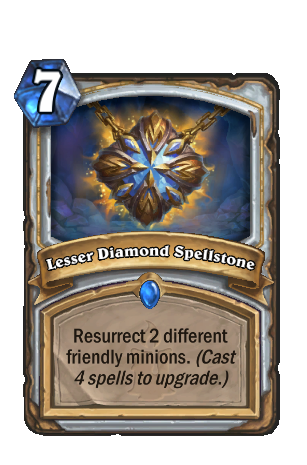 7
Lesser Diamond Spellstone
Resurrect 2 different
friendly minions. (Cast
4 spells to upgrade.)